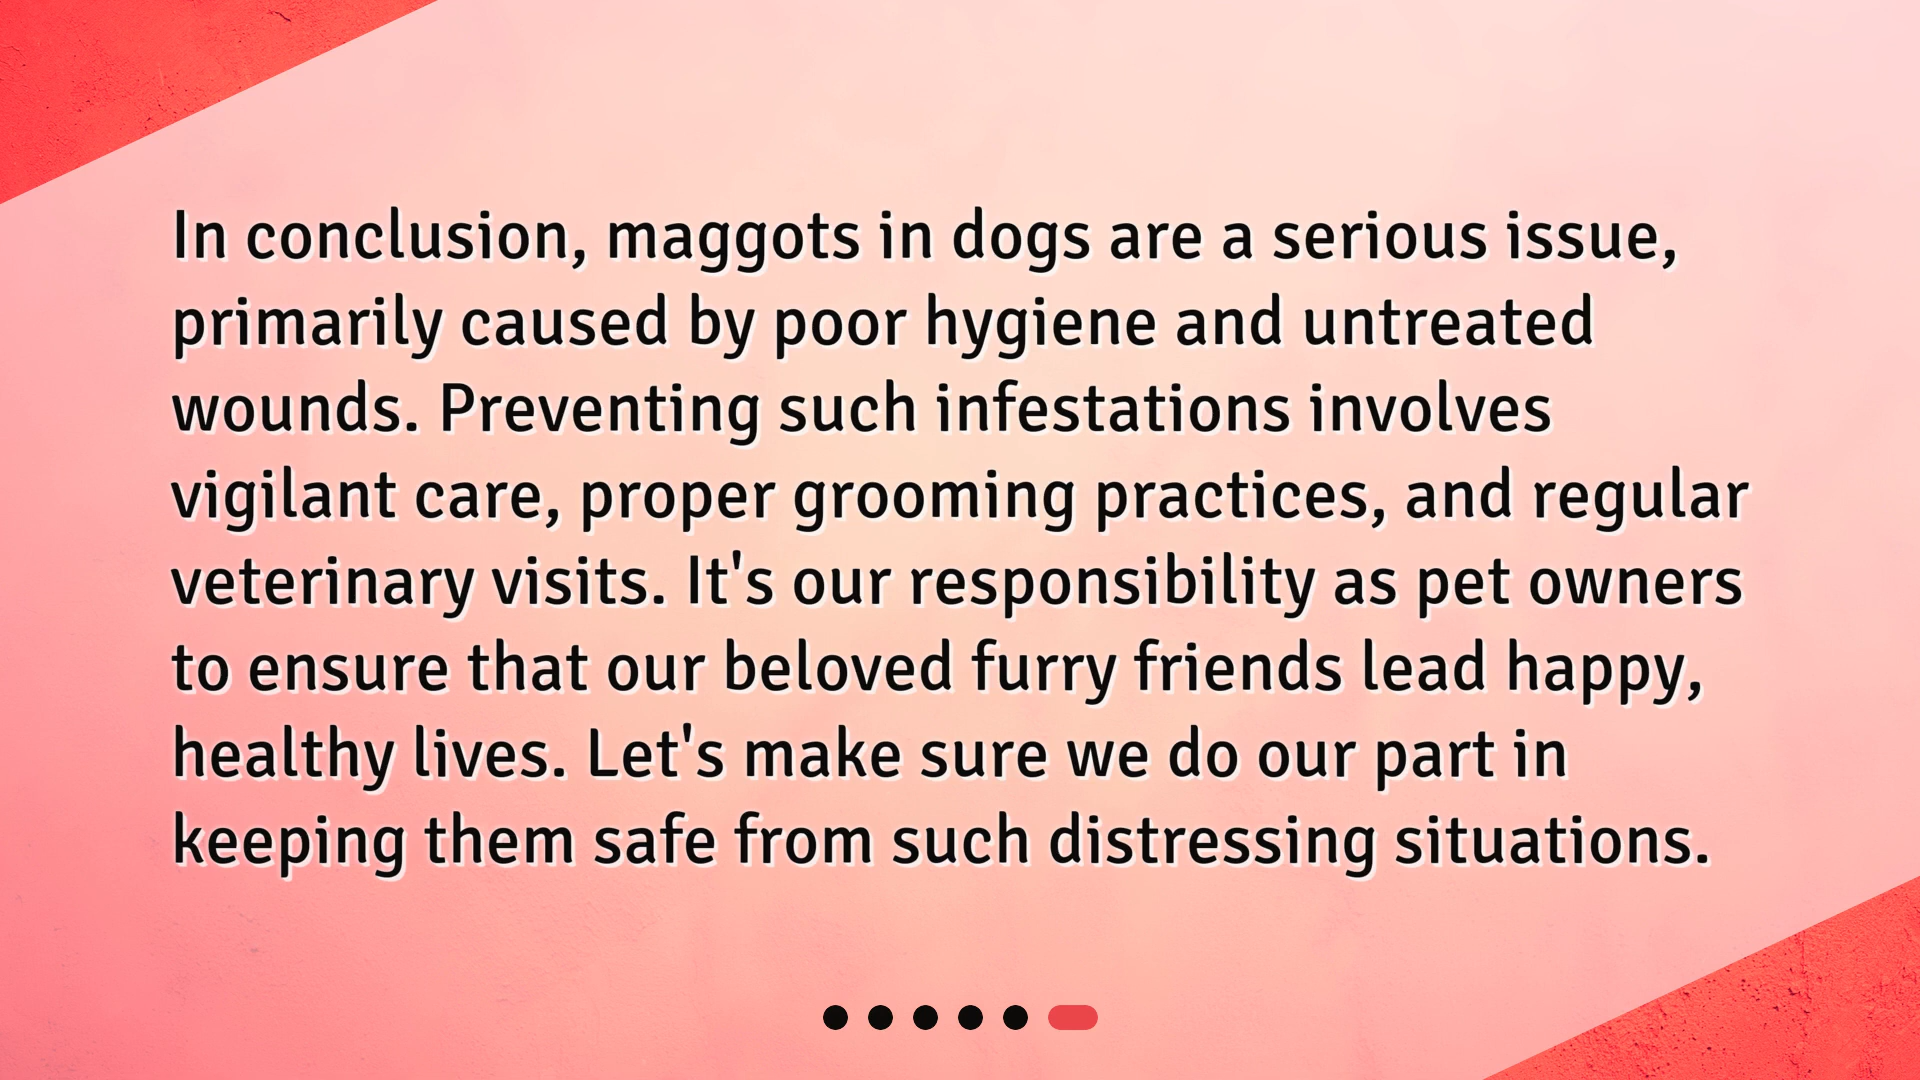 In conclusion, maggots in dogs are a serious issue,
primarily caused by poor hygiene and untreated
wounds. Preventing such infestations involves
vigilant care, proper grooming practices, and regular
veterinary visits. It's our responsibility as pet owners
to ensure that our beloved furry friends lead happy,
healthy lives. Let's make sure we do our part in
keeping them safe from such distressing situations.